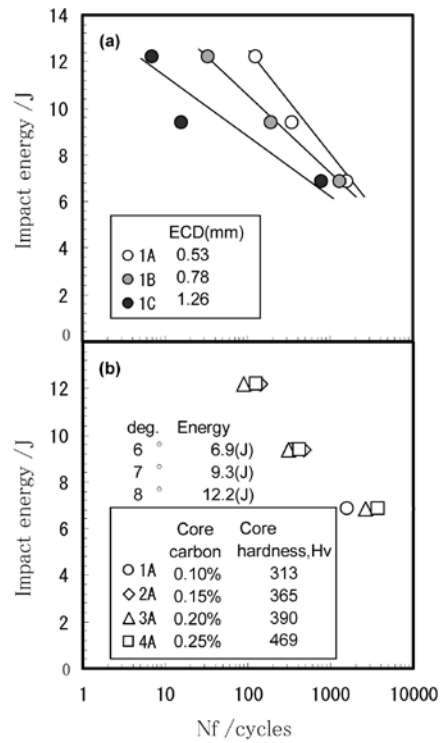 14
12
10
8
6
4
2
0
Impact energy /J
(a)
ECD(mm)
1A 0.53
1B 0.78
1C 1.26
12
10
8
6
4
2
0
Impact energy /J
(b)
deg. Energy
6 ° 6.9(J)
7 ° 9.3(J)
8 ° 12.2(J)
Core Core
carbon hardness,Hv
1A 0.10% 313
2A 0.15% 365
3A 0.20% 390
4A 0.25% 469
1 10 100 1000 10000
Nf /cycles